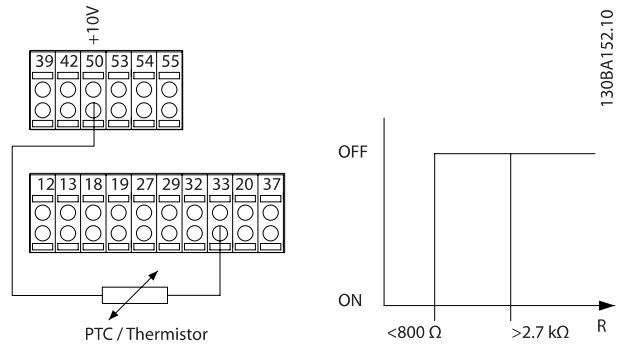 +10V
39 42 50 53 54 55
12 13 18 19 27 29 32 33 20 37
PTC / Thermistor
130BA152.10
OFF
ON
<800 Ω >2.7 kΩ R